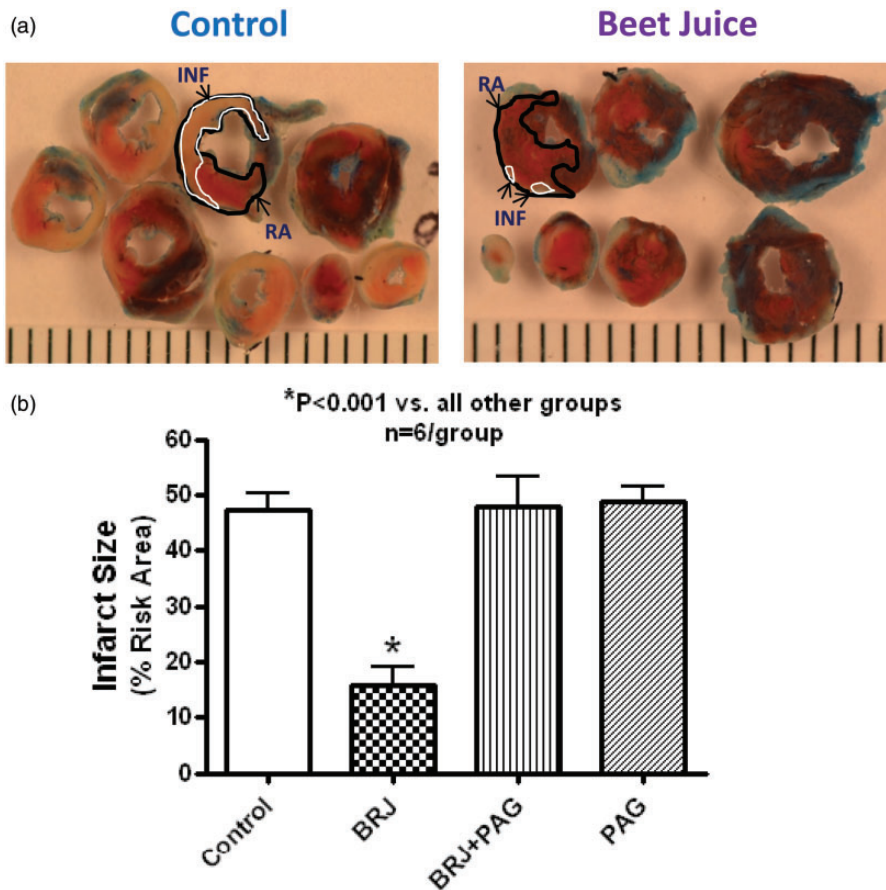 (a)
Control
Beet Juice
INF
RA
RA
INF
(b)
*P<0.001 vs. all other groups
n=6/group
Infarct Size
(% Risk Area)
60
50
40
30
20
10
0
*
Control
BRJ
BRJ+PAG
PAG